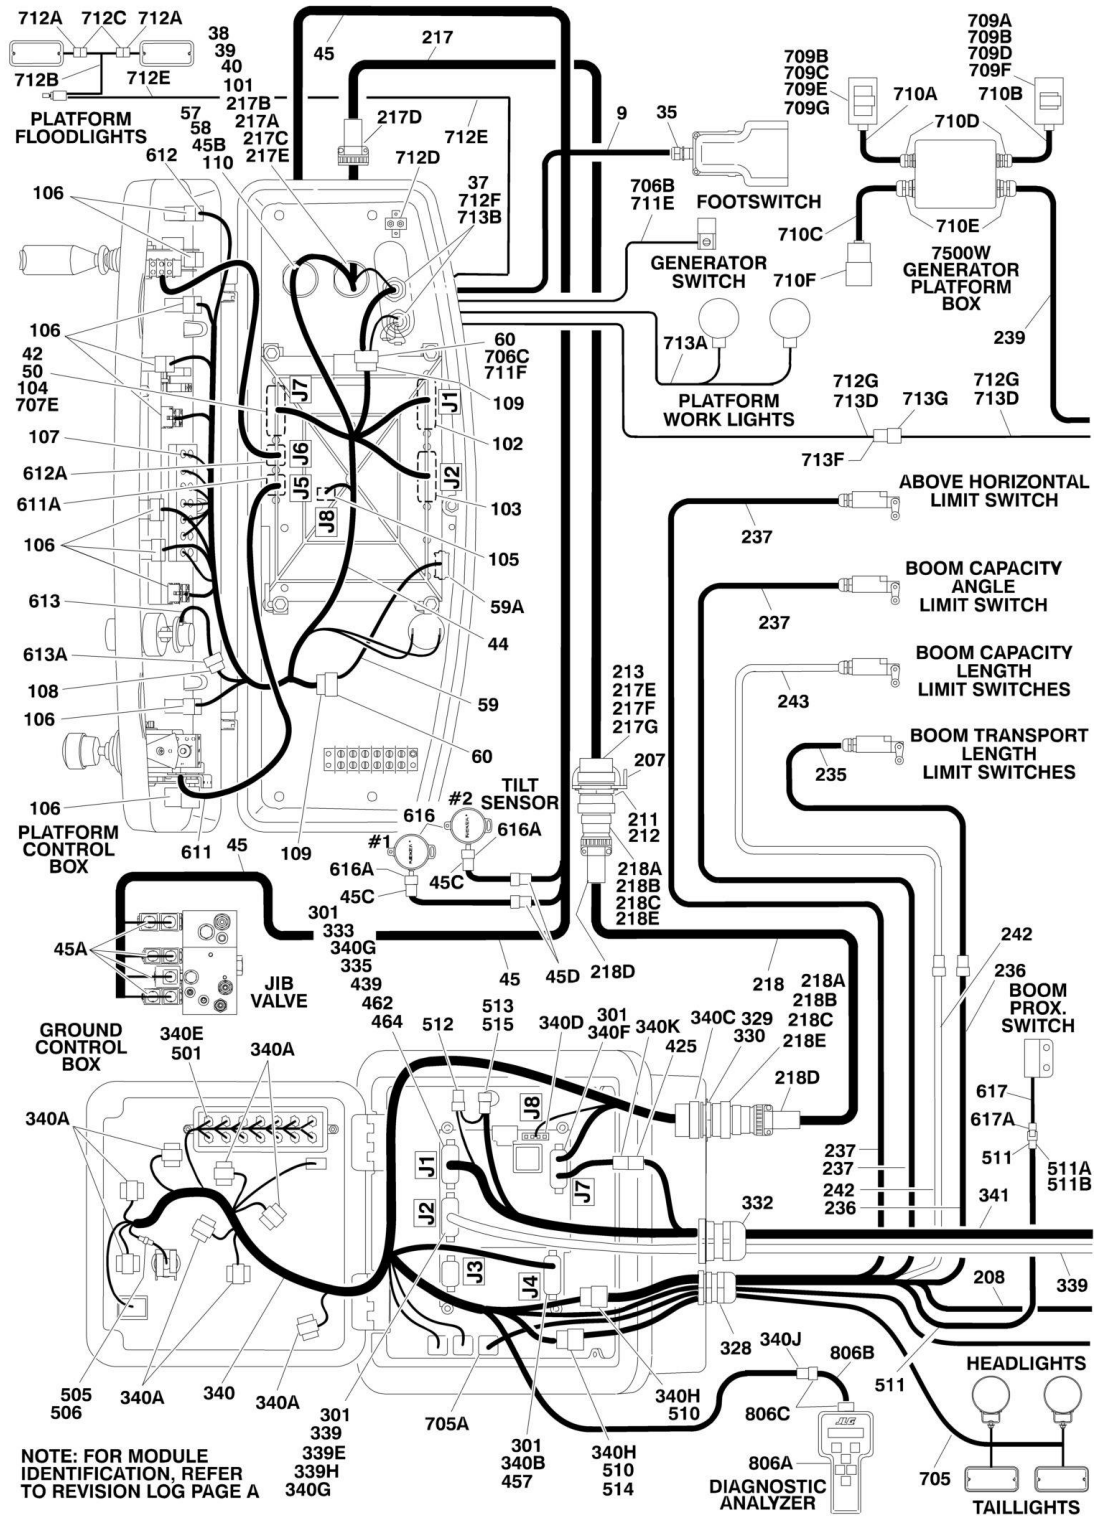 712A 712C 712A
712B
712E
PLATFORM
FLOODLIGHTS
38
39
40
101
217B
217A
217C
217E
57
58
45B
110
612
45
217
217D
712E
712D
37
712F
713B
9
35
FOOTSWITCH
706B
711E
GENERATOR
SWITCH
709B
709C
709E
709G
709A
709B
709D
709F
710A
710B
710D
710C
710E
710F
7500W
GENERATOR
PLATFORM
BOX
239
106
106
42
50
104
707E
107
612A
611A
106
613
613A
108
106
106
PLATFORM
CONTROL
BOX
611
J7
J1
J6
J5
J2
J8
60
706C
711F
109
102
103
105
59A
44
59
60
109
713A
PLATFORM
WORK LIGHTS
712G
713D
713G
712G
713D
713F
ABOVE HORIZONTAL
LIMIT SWITCH
237
BOOM CAPACITY
ANGLE
LIMIT SWITCH
237
BOOM CAPACITY
LENGTH
LIMIT SWITCHES
243
BOOM TRANSPORT
LENGTH
LIMIT SWITCHES
235
213
217E
217F
217G
207
211
212
218A
218B
218C
218E
218D
TILT
SENSOR
#2
616
616A
#1
616A
45C
45C
45D
45
45
45A
JIB
VALVE
301
333
340G
335
439
462
464
218
242
236
BOOM
PROX.
SWITCH
617
617A
511
511A
511B
GROUND
CONTROL
BOX
340E
501
340A
340A
512
513
515
340D
301
340F
340K
425
340C
329
330
218A
218B
218C
218E
218D
J8
J1
J2
J3
J4
J7
332
237
237
242
236
341
339
208
328
511
505
506
340A
340
340A
301
339
339E
339H
340G
705A
301
340B
457
340H
510
514
340H
510
340J
806B
806C
JLG
806A
DIAGNOSTIC
ANALYZER
HEADLIGHTS
705
TAILLIGHTS
NOTE: FOR MODULE
IDENTIFICATION, REFER
TO REVISION LOG PAGE A